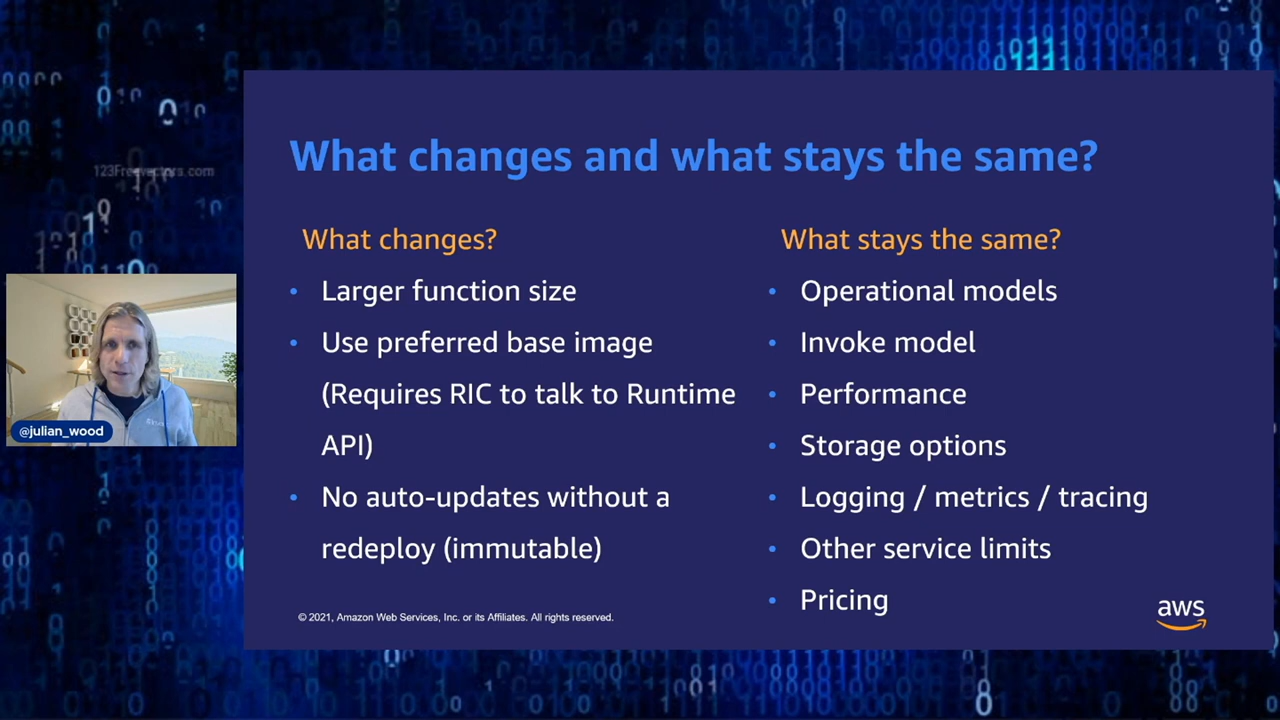 What changes and what stays the same?
What changes?
• Larger function size
• Use preferred base image
(Requires RIC to talk to Runtime
API)
• No auto-updates without a
redeploy (immutable)
What stays the same?
• Operational models
• Invoke model
• Performance
• Storage options
• Logging / metrics / tracing
• Other service limits
• Pricing
© 2021, Amazon Web Services, Inc. or its Affiliates. All rights reserved.
aws
@julian_wood
123Freevectors.com